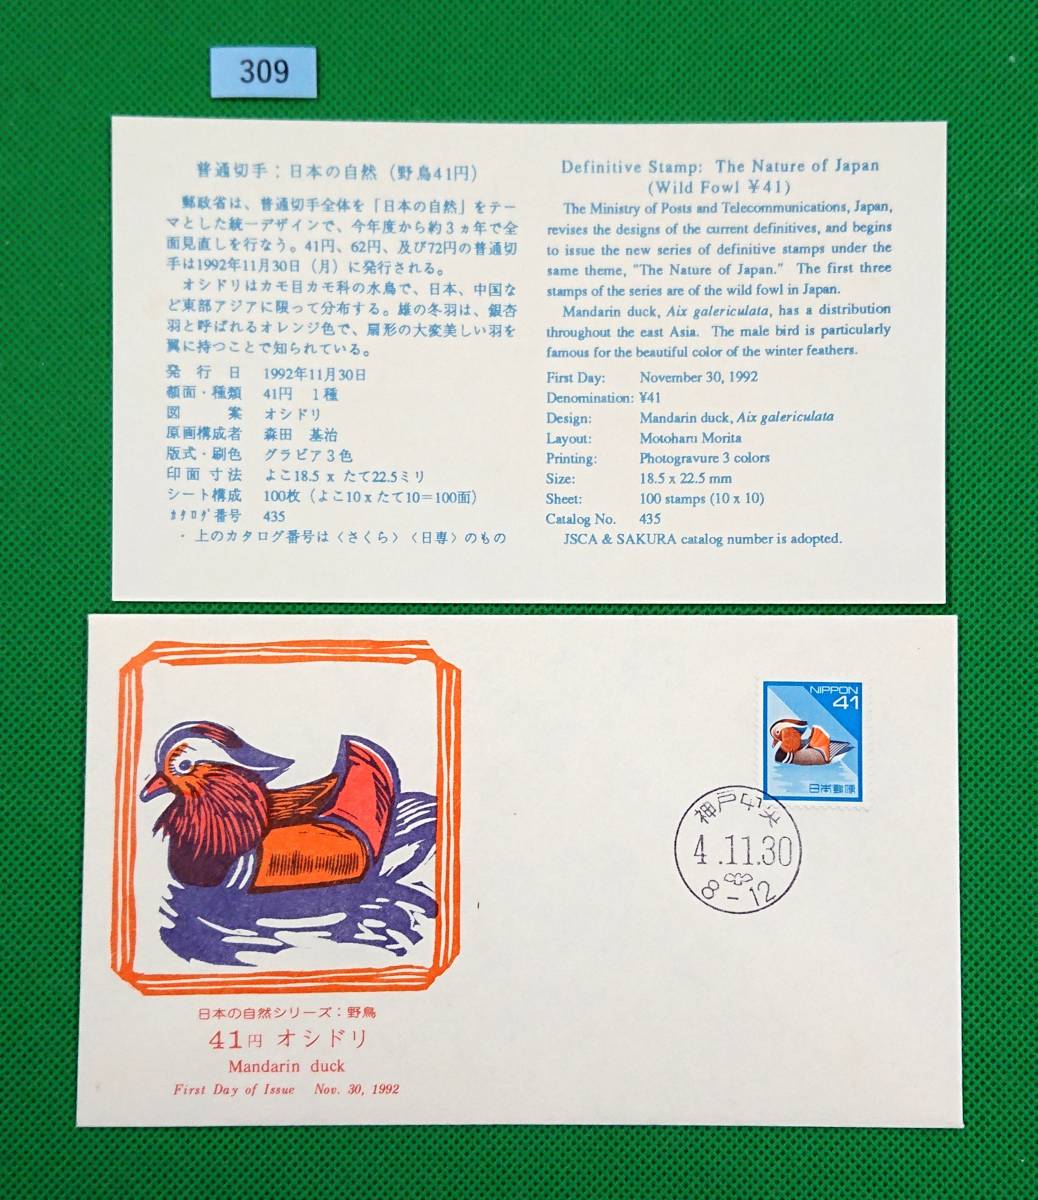 309
普通切手：日本の自然（野鳥41円）
郵政省は、普通切手全体を「日本の自然」をテー
マとした統一デザインで、今年度から約３ヵ年で全
面見直しを行なう。41円、62円、及び72円の普通切
手は1992年11月30日（月）に発行される。
オシドリはカモ目カモ科の水鳥で、日本、中国な
ど東部アジアに限って分布する。雄の冬羽は、銀杏
羽と呼ばれるオレンジ色で、扇形の大変美しい羽を
翼に持つことで知られている。
発行日 1992年11月30日
額面・種類 41円 １種
図案 オシドリ
原画構成者 森田 基治
版式・刷色 グラビア３色
印面寸法 よこ18.5 x たて22.5ミリ
シート構成 100枚（よこ10 x たて10＝100面）
ｶﾀﾛｸﾞ番号 435
・上のカタログ番号は〈さくら〉〈日専〉のもの
Definitive Stamp: The Nature of Japan
(Wild Fowl ¥41)
The Ministry of Posts and Telecommunications, Japan,
revises the designs of the current definitives, and begins
to issue the new series of definitive stamps under the
same theme, "The Nature of Japan." The first three
stamps of the series are of the wild fowl in Japan.
Mandarin duck, Aix galericulata, has a distribution
throughout the east Asia. The male bird is particularly
famous for the beautiful color of the winter feathers.
First Day: November 30, 1992
Denomination: ¥41
Design: Mandarin duck, Aix galericulata
Layout: Motoharu Morita
Printing: Photogravure 3 colors
Size: 18.5 x 22.5 mm
Sheet: 100 stamps (10 x 10)
Catalog No. 435
JSCA & SAKURA catalog number is adopted.
NIPPON
41
日本郵便
神戸中央
4.11.30
8-12
日本の自然シリーズ：野鳥
41円 オシドリ
Mandarin duck
First Day of Issue Nov. 30, 1992